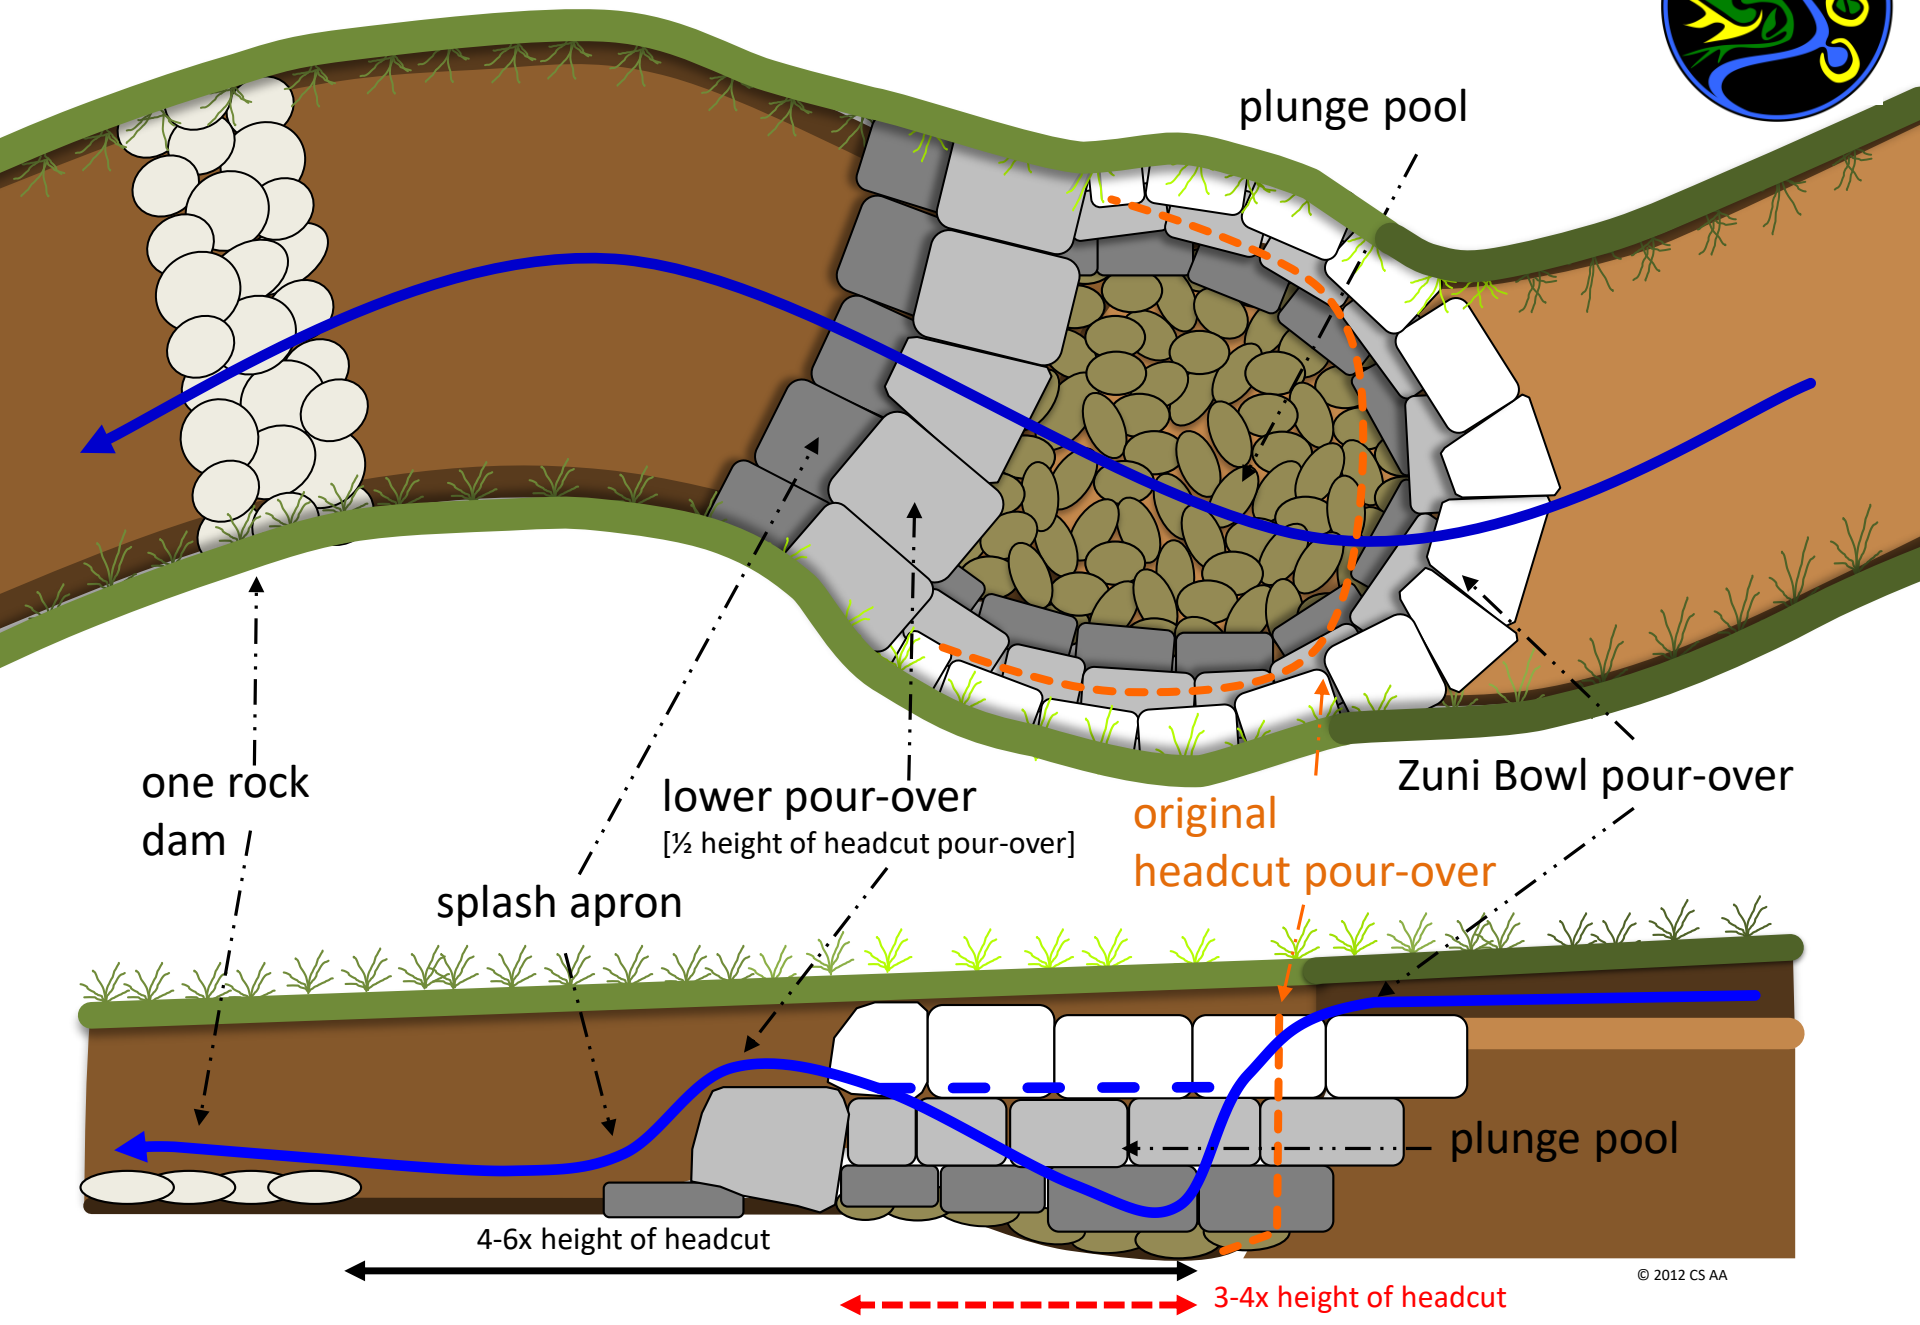 plunge pool
one rock
dam
lower pour-over
[½ height of headcut pour-over]
splash apron
original
headcut pour-over
Zuni Bowl pour-over
plunge pool
4-6x height of headcut
3-4x height of headcut
© 2012 CS AA